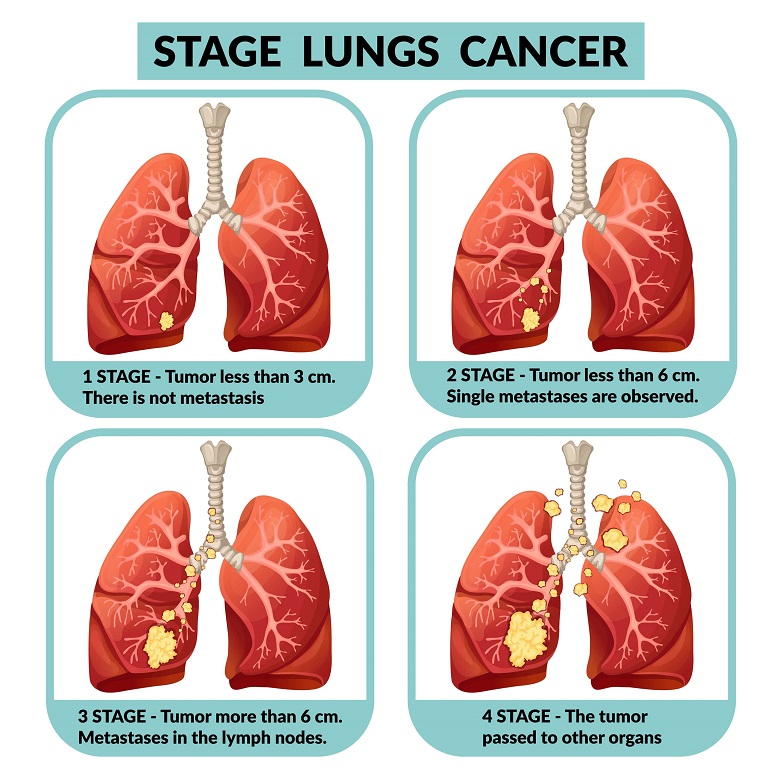 STAGE LUNGS CANCER
1 STAGE - Tumor less than 3 cm.
There is not metastasis
2 STAGE - Tumor less than 6 cm.
Single metastases are observed.
3 STAGE - Tumor more than 6 cm.
Metastases in the lymph nodes.
4 STAGE - The tumor
passed to other organs